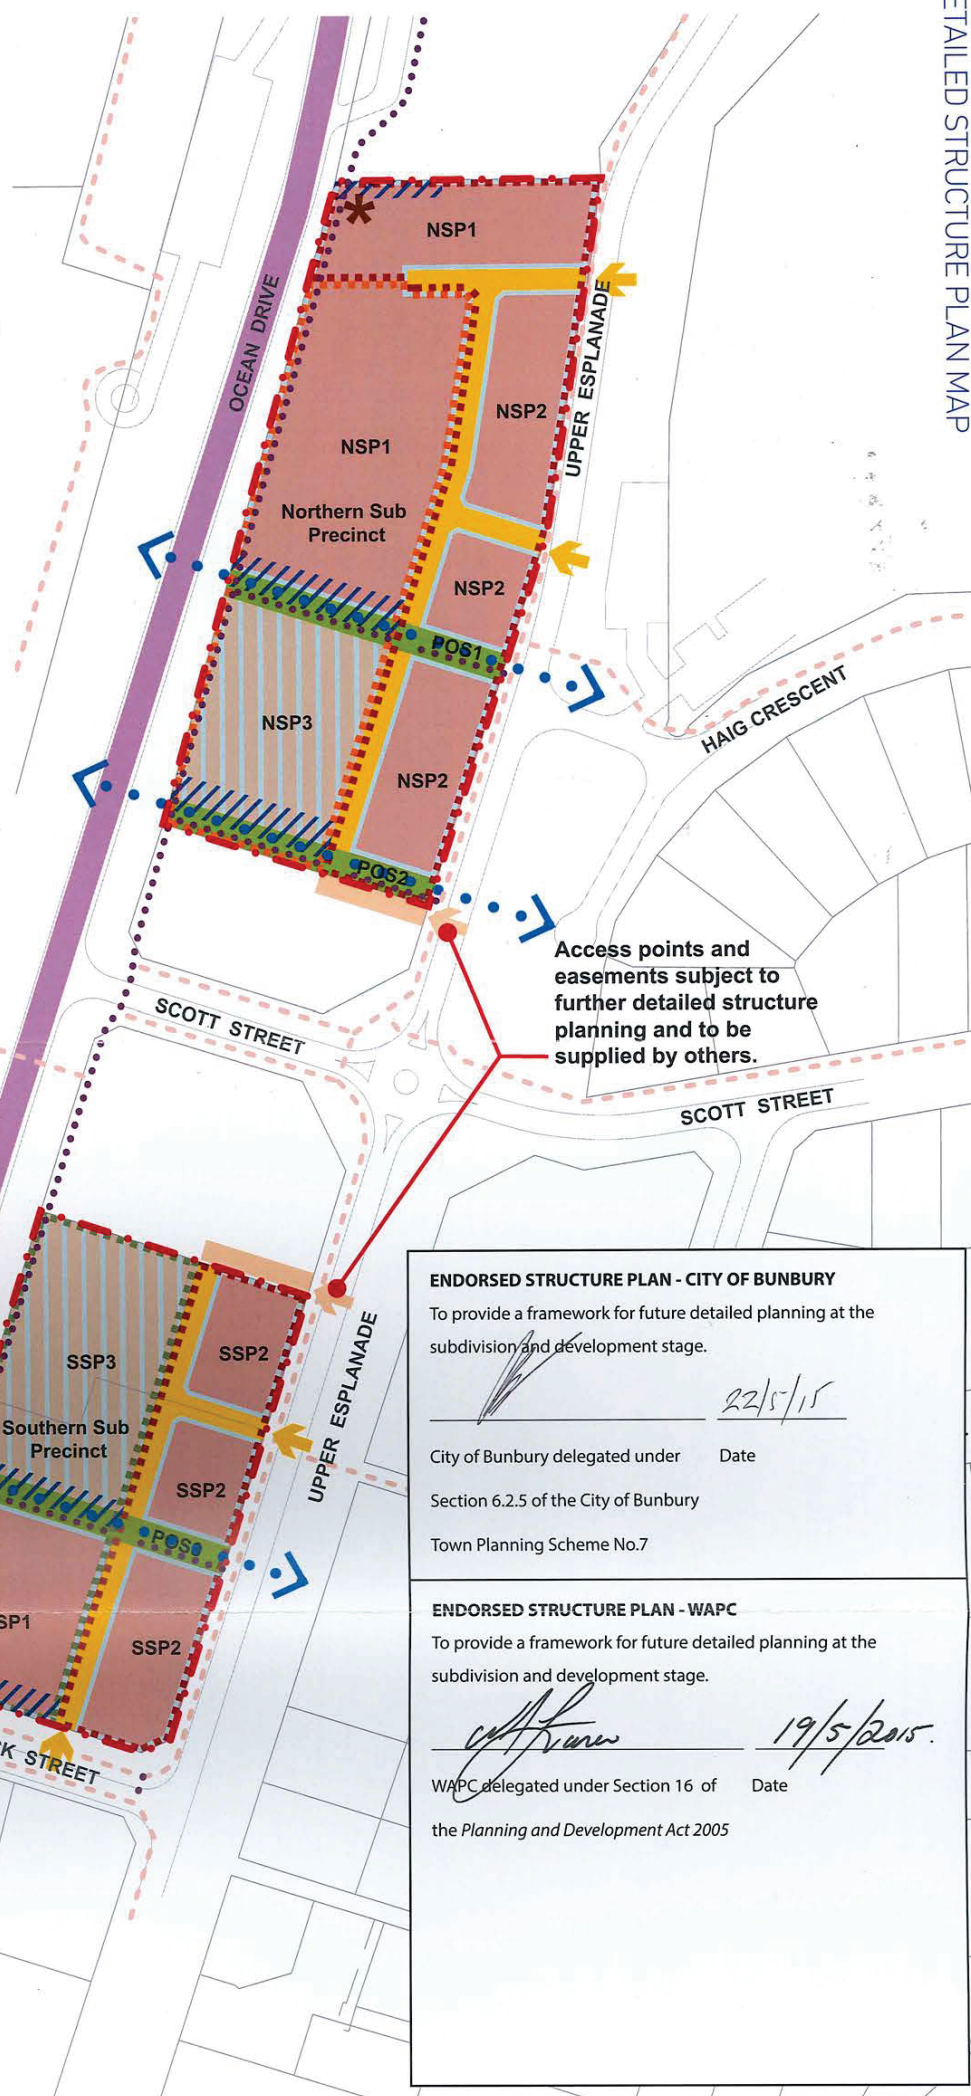 ETAILED STRUCTURE PLAN MAP
NSP1
OCEAN DRIVE
UPPER ESPLANADE
NSP2
NSP1
Northern Sub
Precinct
NSP2
POS1
HAIG CRESCENT
NSP3
NSP2
POS2
Access points and
easements subject to
further detailed structure
planning and to be
supplied by others.
SCOTT STREET
SCOTT STREET
SSP3
SSP2
UPPER ESPLANADE
Southern Sub
Precinct
SSP2
SP1
SSP2
K STREET
ENDORSED STRUCTURE PLAN - CITY OF BUNBURY
To provide a framework for future detailed planning at the
subdivision and development stage.
22/5/15
City of Bunbury delegated under Date
Section 6.2.5 of the City of Bunbury
Town Planning Scheme No.7
ENDORSED STRUCTURE PLAN - WAPC
To provide a framework for future detailed planning at the
subdivision and development stage.
19/5/2015.
WAPC delegated under Section 16 of Date
the Planning and Development Act 2005